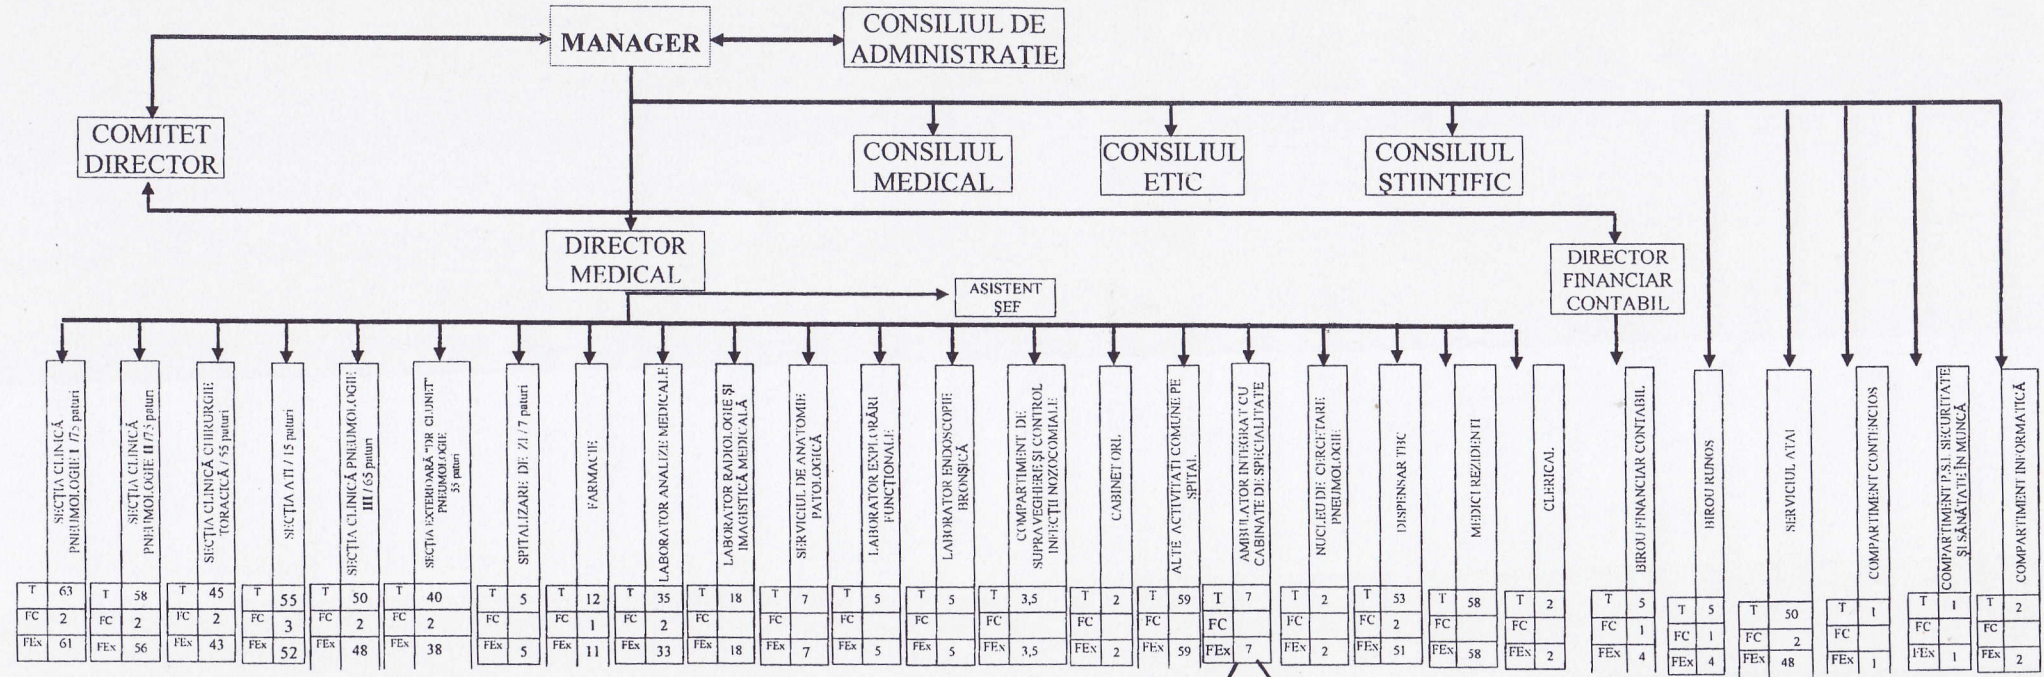 MANAGER
CONSILIUL DE
ADMINISTRAȚIE
COMITET
DIRECTOR
CONSILIUL
MEDICAL
CONSILIUL
ETIC
CONSILIUL
ȘTIINȚIFIC
DIRECTOR
MEDICAL
DIRECTOR
FINANCIAR
CONTABIL
ASISTENT
ȘEF
SECȚIA CLINICĂ
PNEUMOLOGIE I /75 paturi
T 63
FC 2
FEx 61
SECȚIA CLINICĂ
PNEUMOLOGIE II /75 paturi
T 58
FC 2
FEx 56
SECȚIA CLINICĂ CHIRURGIE
TORACICĂ / 55 paturi
T 45
FC 2
FEx 43
SECȚIA ATI / 15 paturi
T 55
FC 3
FEx 52
SECȚIA CLINICĂ PNEUMOLOGIE
III / 65 paturi
T 50
FC 2
FEx 48
SECȚIA EXTERIOARĂ "DR CLUNET"
PNEUMOLOGIE
55 paturi
T 40
FC 2
FEx 38
SPITALIZARE DE ZI / 7 paturi
T 5
FC
FEx 5
FARMACIE
T 12
FC 1
FEx 11
LABORATOR ANALIZE MEDICALE
T 35
FC 2
FEx 33
LABORATOR RADIOLOGIE ȘI
IMAGISTICĂ MEDICALĂ
T 18
FC
FEx 18
SERVICIUL DE ANATOMIE
PATOLOGICĂ
T 7
FC
FEx 7
LABORATOR EXPLORĂRI
FUNCȚIONALE
T 5
FC
FEx 5
LABORATOR ENDOSCOPIE
BRONȘICĂ
T 5
FC
FEx 5
COMPARTIMENT DE
SUPRAVEGHERE ȘI CONTROL
INFECȚII NOZOCOMIALE
T 3,5
FC
FEx 3,5
CABINET ORL
T 2
FC
FEx 2
ALTE ACTIVITATI COMUNE PE
SPITAL
T 59
FC
FEx 59
AMBULATOR INTEGRAT CU
CABINATE DE SPECIALITATE
T 7
FC
FEx 7
NUCLEU DE CERCETARE
PNEUMOLOGIE
T 2
FC
FEx 2
DISPENSAR TBC
T 53
FC 2
FEx 51
MEDICI REZIDENTI
T 58
FC
FEx 58
CLERICAL
T 2
FC
FEx 2
BIROU FINANCIAR CONTABIL
T 5
FC 1
FEx 4
BIROU RUNOS
T 5
FC 1
FEx 4
SERVICIUL ATAI
T 50
FC 2
FEx 48
COMPARTIMENT CONTENCIOS
T 1
FC
FEx 1
COMPARTIMENT P.S.I. SECURITATE
ȘI SĂNĂTATE ÎN MUNCĂ
T 1
FC
FEx 1
COMPARTIMENT INFORMATICĂ
T 2
FC
FEx 2